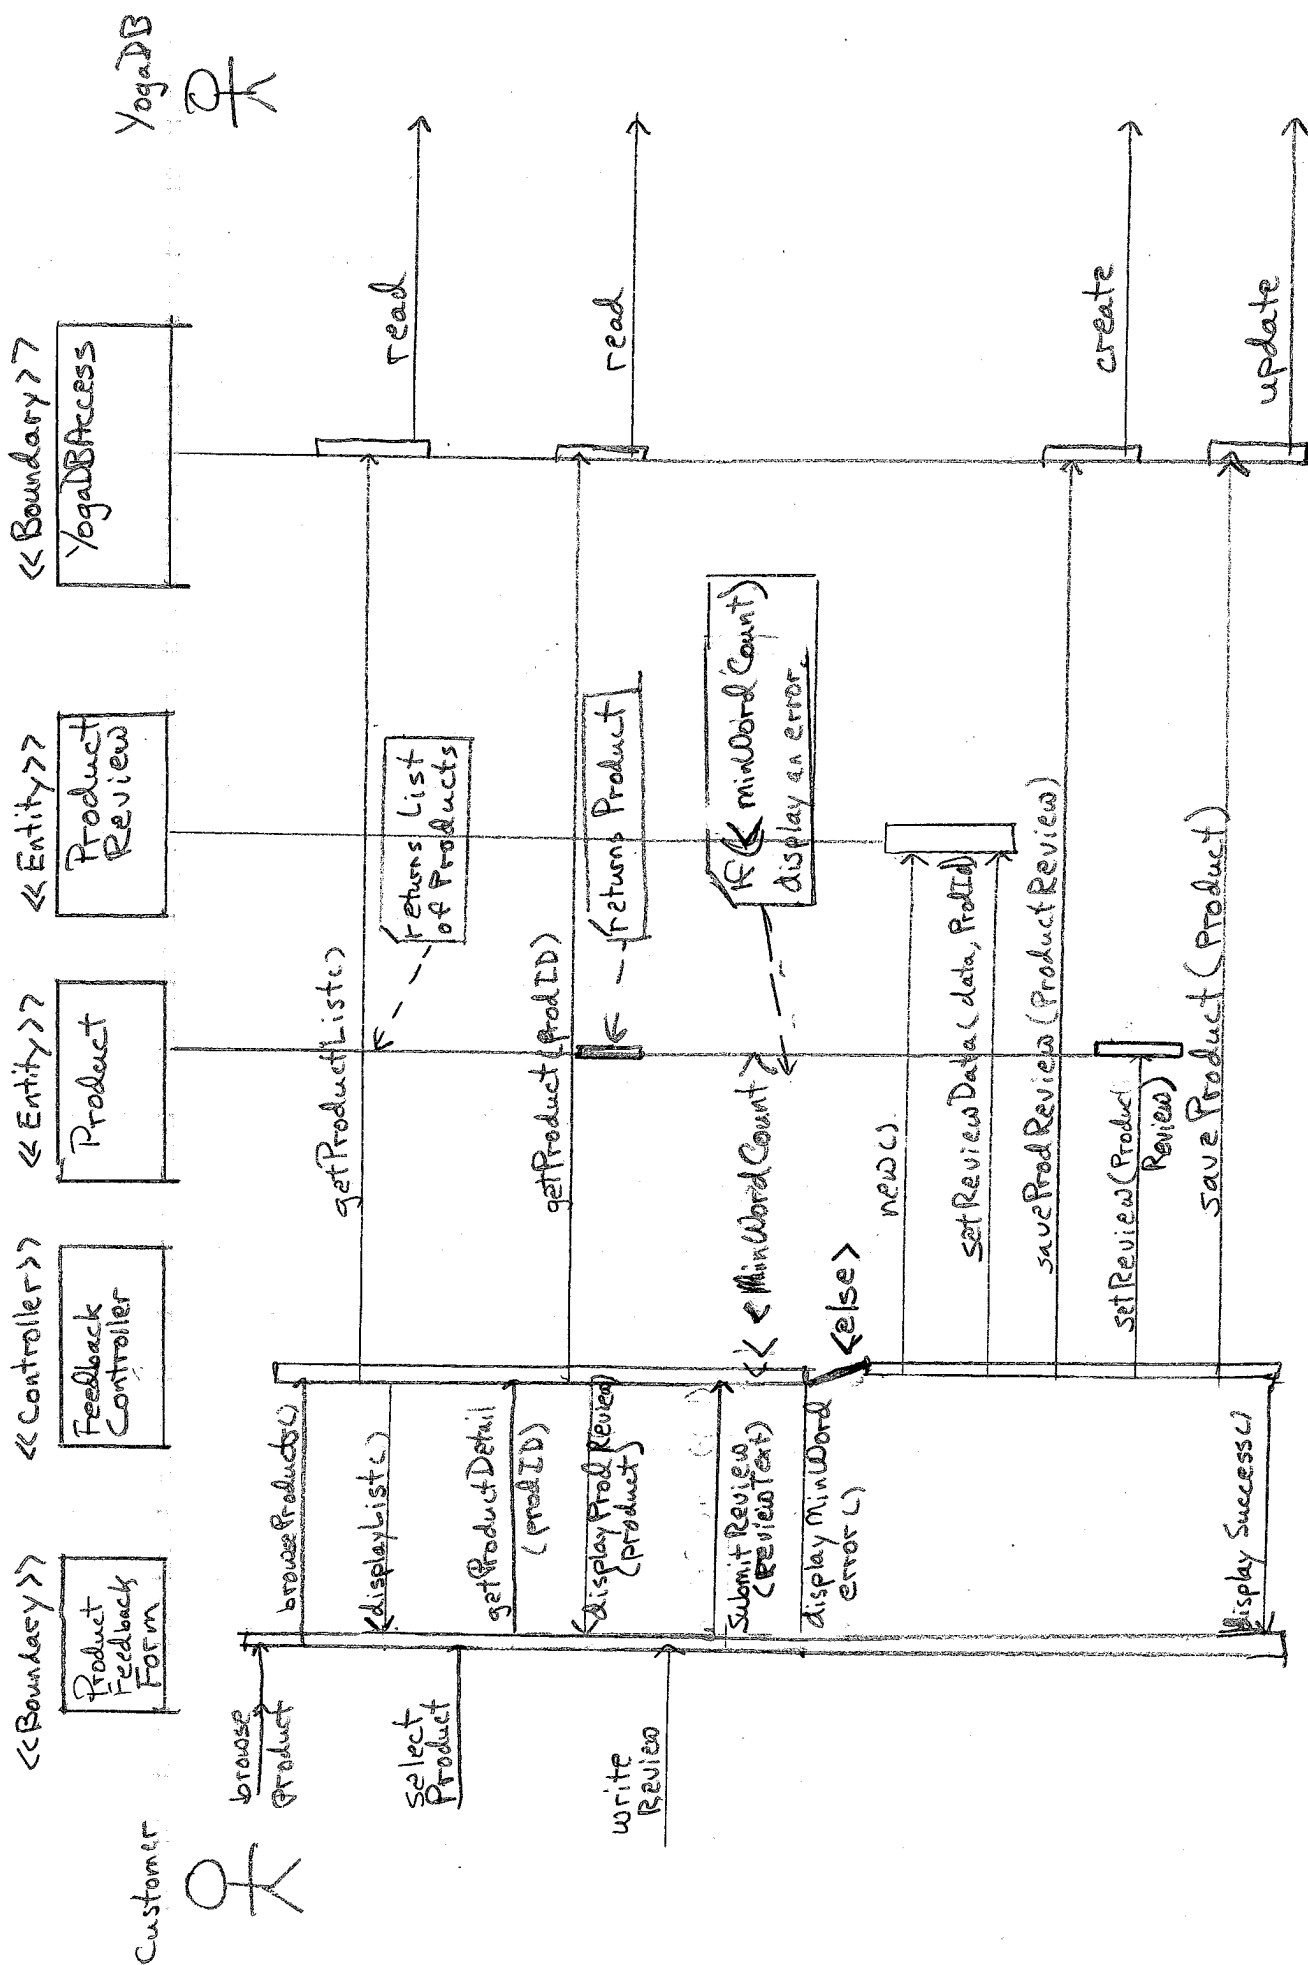 Customer
<<Boundary>>
Product
Feedback
Form
<<Controller>>
Feedback
Controller
<<Entity>>
Product
<<Entity>>
Product
Review
<<Boundary>>
YogaDBAccess
YogaDB
browse
product
browseProducts()
getProductList()
read
displayList()
returns List
of Products
select
Product
getProductDetail
(prodID)
getProduct(prodID)
read
displayProdReview
(product)
returns Product
write
Review
SubmitReview
(ReviewText)
<< <MinWordCount>
If (< minWordCount)
display an error.
displayMinWord
error()
<else>
new()
setReviewData(data, ProdId)
saveProdReview(ProductReview)
create
setReview(Product
Review)
saveProduct(Product)
update
display Success()